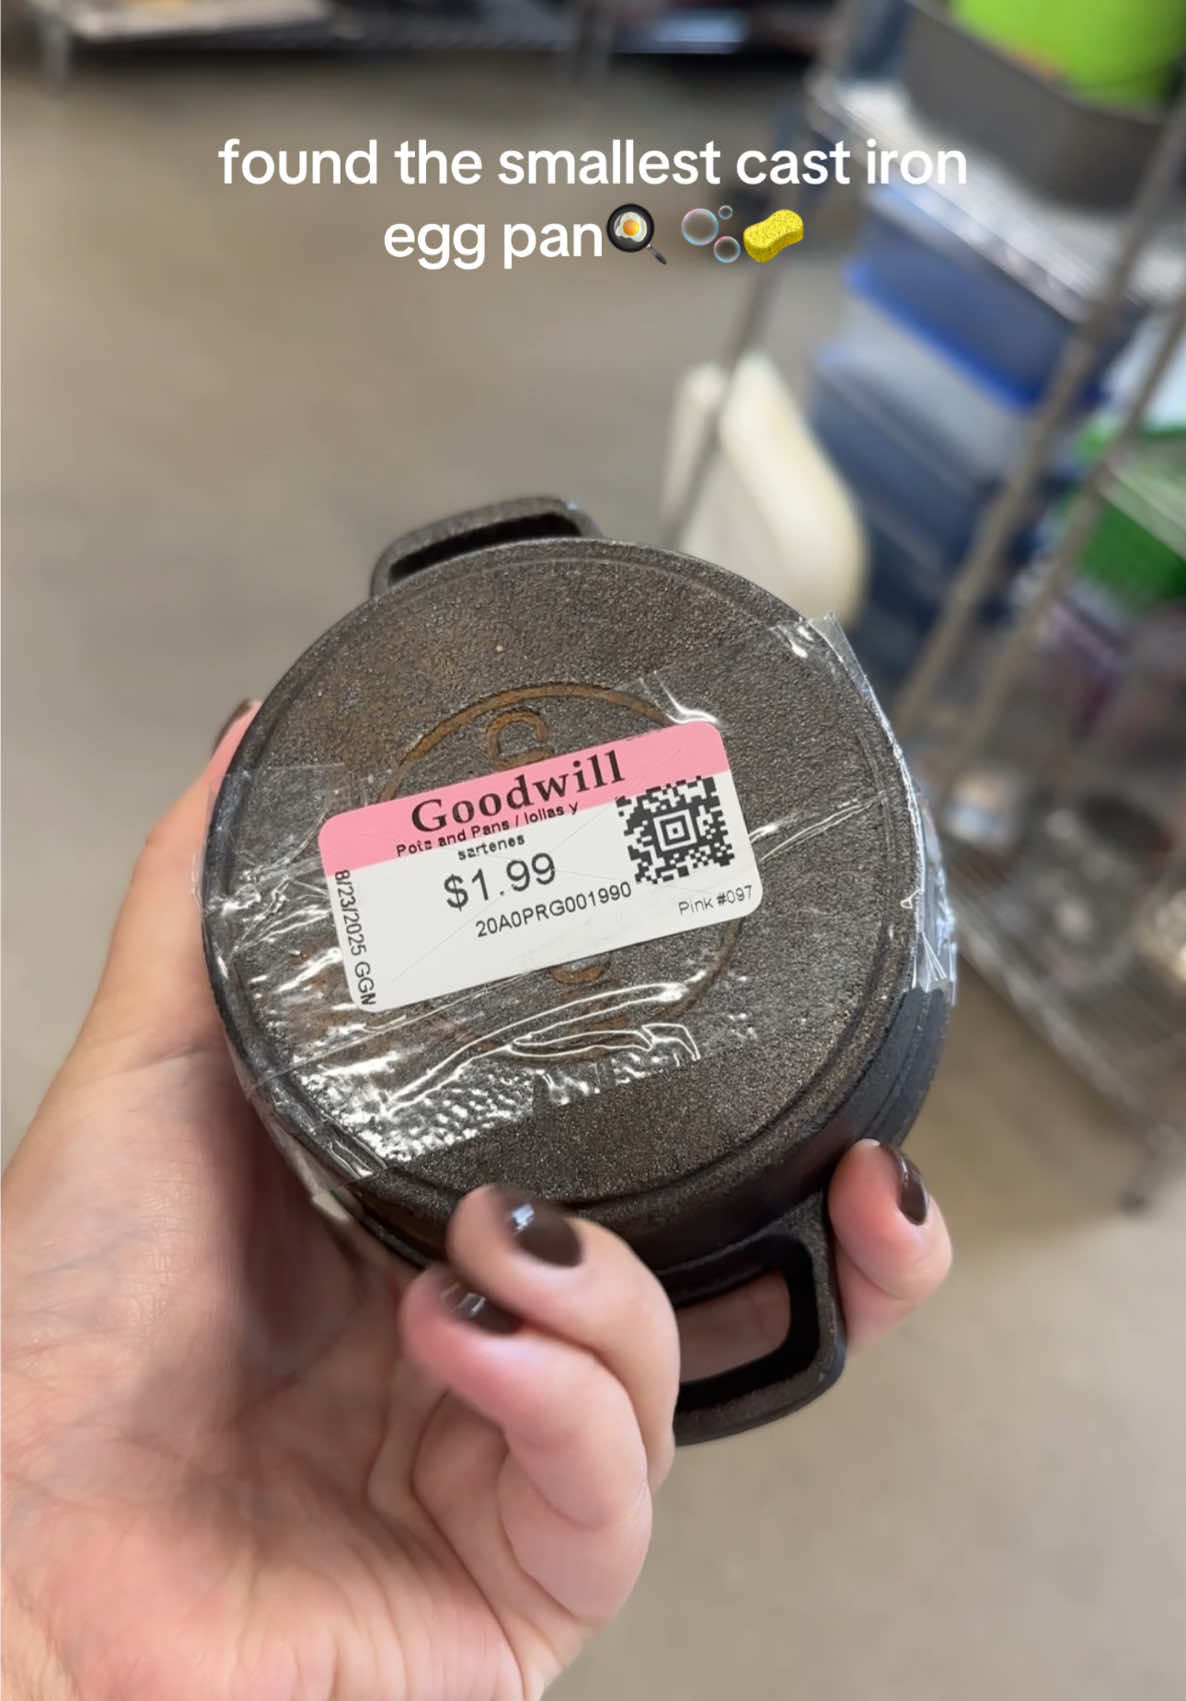 found the smallest cast iron
egg pan🍳 🫧🧽
Goodwill
Pots and Pans / lollas y
sartenes
$1.99
20A0PRG001990
Pink #097
8/23/2025 GGN